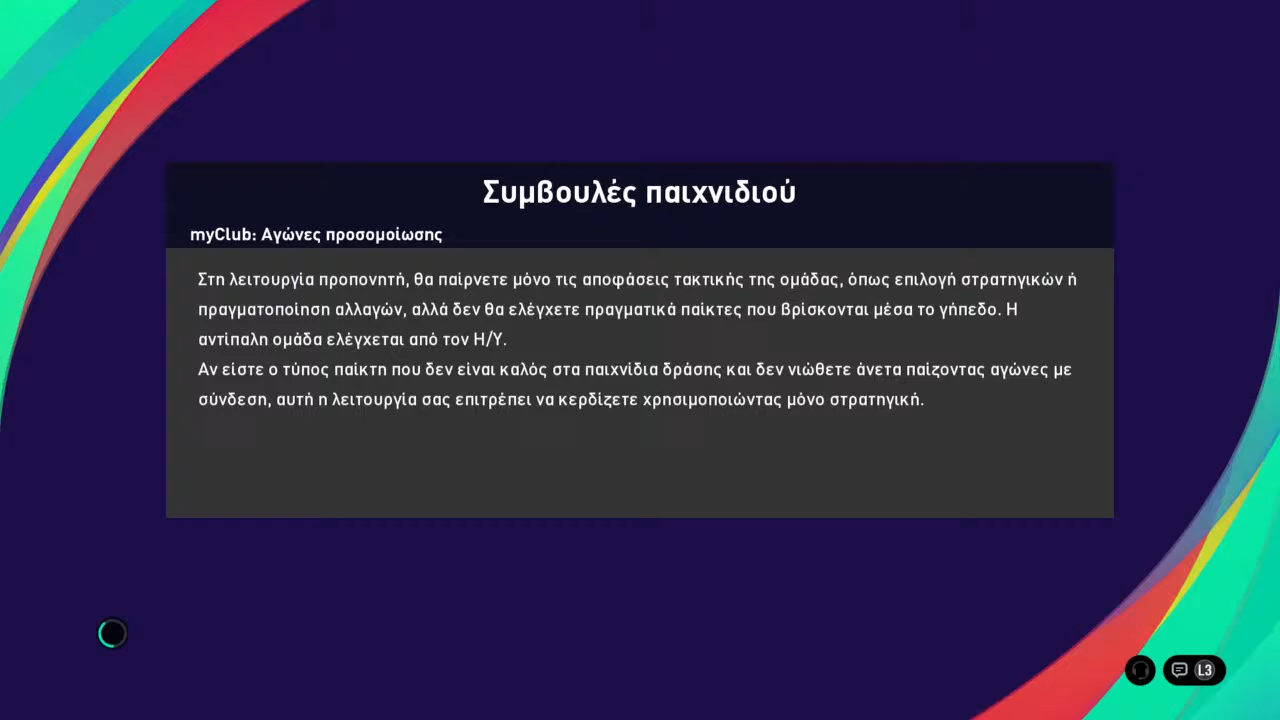 Συμβουλές παιχνιδιού
myClub: Αγώνες προσομοίωσης
Στη λειτουργία προπονητή, θα παίρνετε μόνο τις αποφάσεις τακτικής της ομάδας, όπως επιλογή στρατηγικών ή
πραγματοποίηση αλλαγών, αλλά δεν θα ελέγχετε πραγματικά παίκτες που βρίσκονται μέσα το γήπεδο. Η
αντίπαλη ομάδα ελέγχεται από τον Η/Υ.
Αν είστε ο τύπος παίκτη που δεν είναι καλός στα παιχνίδια δράσης και δεν νιώθετε άνετα παίζοντας αγώνες με
σύνδεση, αυτή η λειτουργία σας επιτρέπει να κερδίζετε χρησιμοποιώντας μόνο στρατηγική.
L3